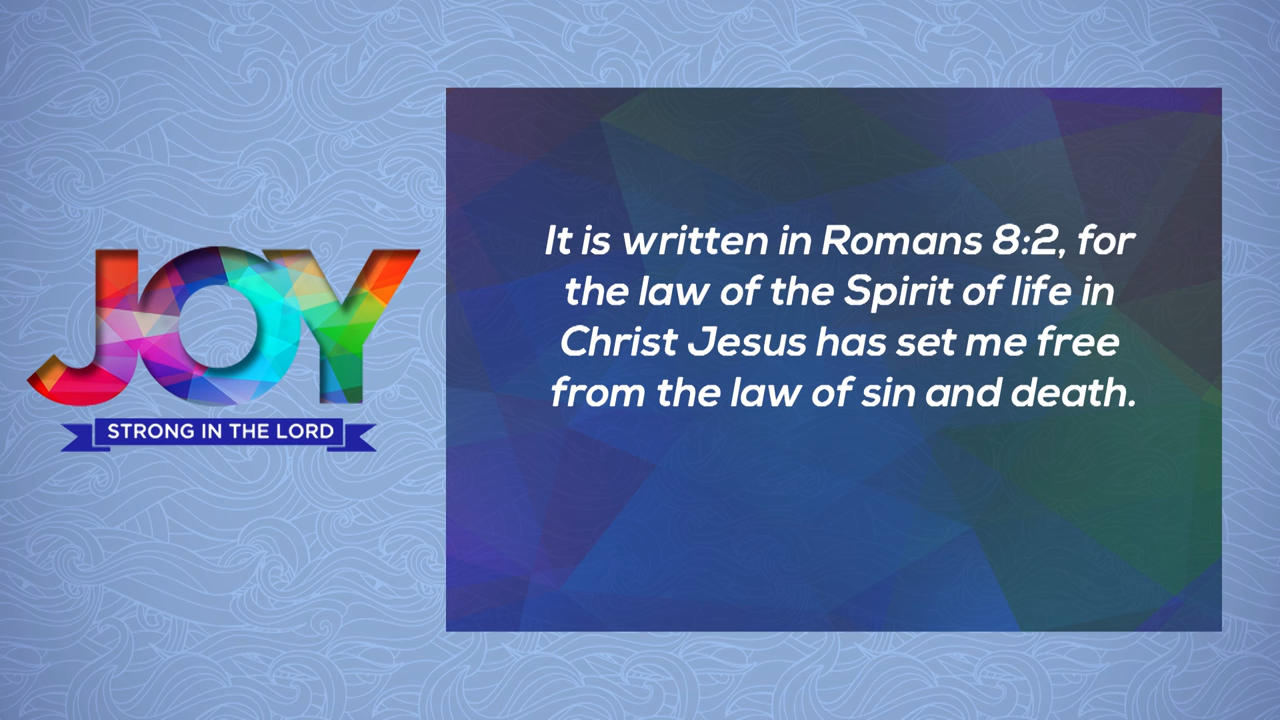 JOY
STRONG IN THE LORD
It is written in Romans 8:2, for
the law of the Spirit of life in
Christ Jesus has set me free
from the law of sin and death.